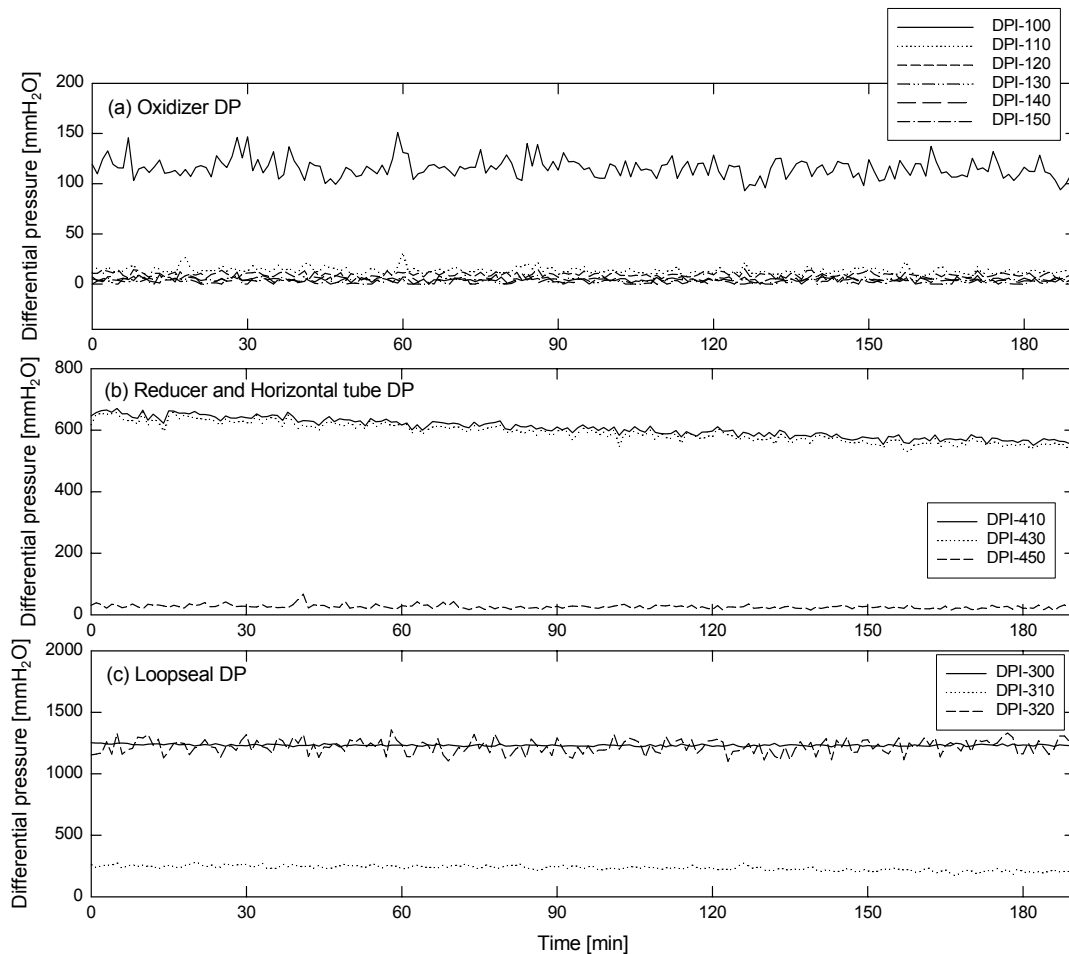 DPI-100
DPI-110
DPI-120
DPI-130
DPI-140
DPI-150
(a) Oxidizer DP
Differential pressure [mmH₂O]
200
150
100
50
0
0 30 60 90 120 150 180
(b) Reducer and Horizontal tube DP
Differential pressure [mmH₂O]
800
600
400
200
0
DPI-410
DPI-430
DPI-450
0 30 60 90 120 150 180
(c) Loopseal DP
Differential pressure [mmH₂O]
2000
1500
1000
500
0
DPI-300
DPI-310
DPI-320
0 30 60 90 120 150 180
Time [min]